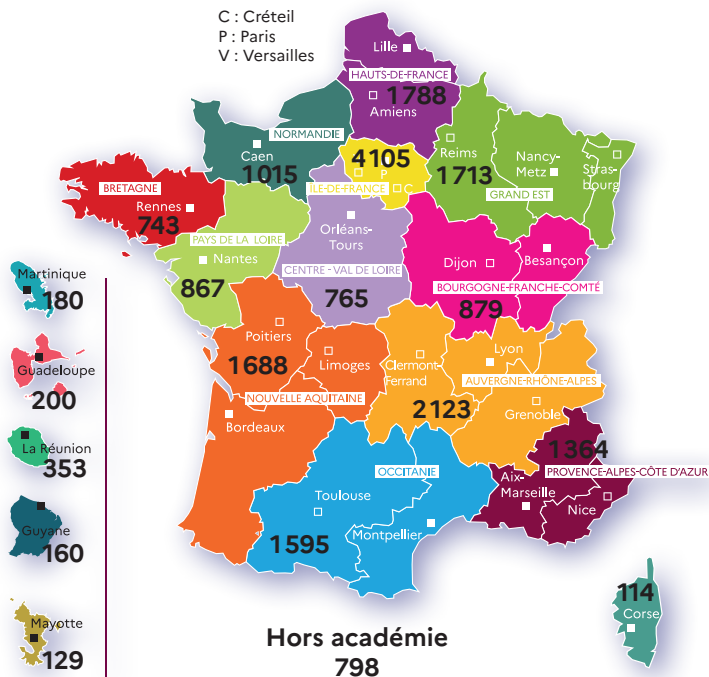 C : Créteil
P : Paris
V : Versailles
Lille
HAUTS-DE-FRANCE
1788
Amiens
NORMANDIE
Caen
1015
4105
P
C
ÎLE-DE-FRANCE
Reims
1713
Nancy-
Metz
Stras-
bourg
GRAND EST
BRETAGNE
Rennes
743
PAYS DE LA LOIRE
Nantes
867
Orléans-
Tours
CENTRE - VAL DE LOIRE
765
Dijon
Besançon
BOURGOGNE-FRANCHE-COMTÉ
879
Poitiers
1688
Limoges
NOUVELLE AQUITAINE
Bordeaux
Clermont-
Ferrand
Lyon
AUVERGNE-RHÔNE-ALPES
2123
Grenoble
1364
PROVENCE-ALPES-CÔTE D'AZUR
Aix-
Marseille
Nice
OCCITANIE
Toulouse
1595
Montpellier
114
Corse
Martinique
180
Guadeloupe
200
La Réunion
353
Guyane
160
Mayotte
129
Hors académie
798